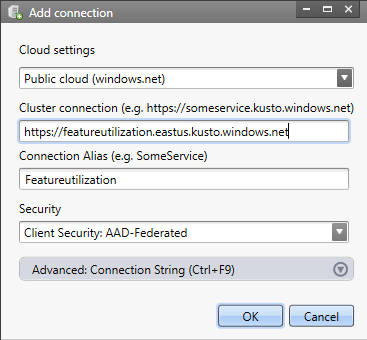 Add connection
Cloud settings
Public cloud (windows.net)
Cluster connection (e.g. https://someservice.kusto.windows.net)
https://featureutilization.eastus.kusto.windows.net
Connection Alias (e.g. SomeService)
Featureutilization
Security
Client Security: AAD-Federated
Advanced: Connection String (Ctrl+F9)
OK Cancel